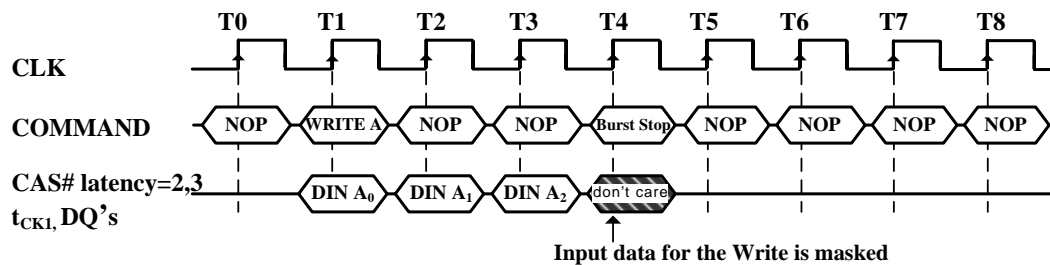 T0 T1 T2 T3 T4 T5 T6 T7 T8
CLK
COMMAND NOP WRITE A NOP NOP Burst Stop NOP NOP NOP NOP
CAS# latency=2,3
tCK1, DQ's DIN A0 DIN A1 DIN A2 don't care
Input data for the Write is masked